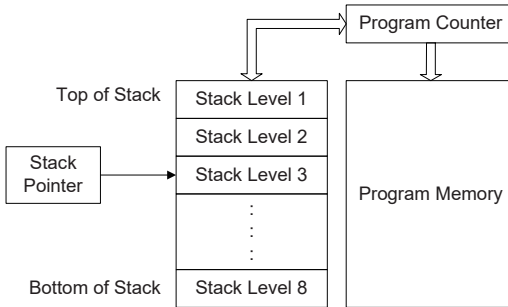 Program Counter
Top of Stack
Stack Level 1
Stack Level 2
Stack
Pointer
Stack Level 3
Program Memory
Bottom of Stack
Stack Level 8